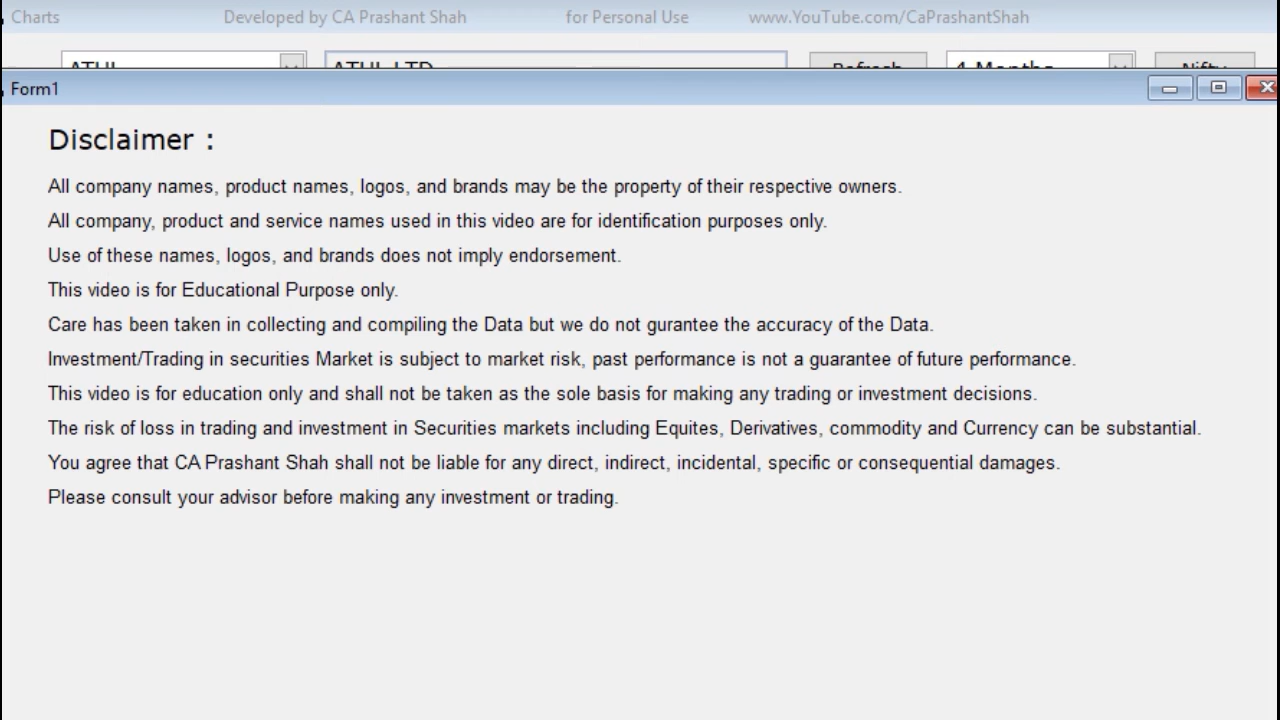 Charts Developed by CA Prashant Shah for Personal Use www.YouTube.com/CaPrashantShah
ATUL ATUL LTD Refresh 4 Months Nifty
Form1
Disclaimer :
All company names, product names, logos, and brands may be the property of their respective owners.
All company, product and service names used in this video are for identification purposes only.
Use of these names, logos, and brands does not imply endorsement.
This video is for Educational Purpose only.
Care has been taken in collecting and compiling the Data but we do not gurantee the accuracy of the Data.
Investment/Trading in securities Market is subject to market risk, past performance is not a guarantee of future performance.
This video is for education only and shall not be taken as the sole basis for making any trading or investment decisions.
The risk of loss in trading and investment in Securities markets including Equites, Derivatives, commodity and Currency can be substantial.
You agree that CA Prashant Shah shall not be liable for any direct, indirect, incidental, specific or consequential damages.
Please consult your advisor before making any investment or trading.